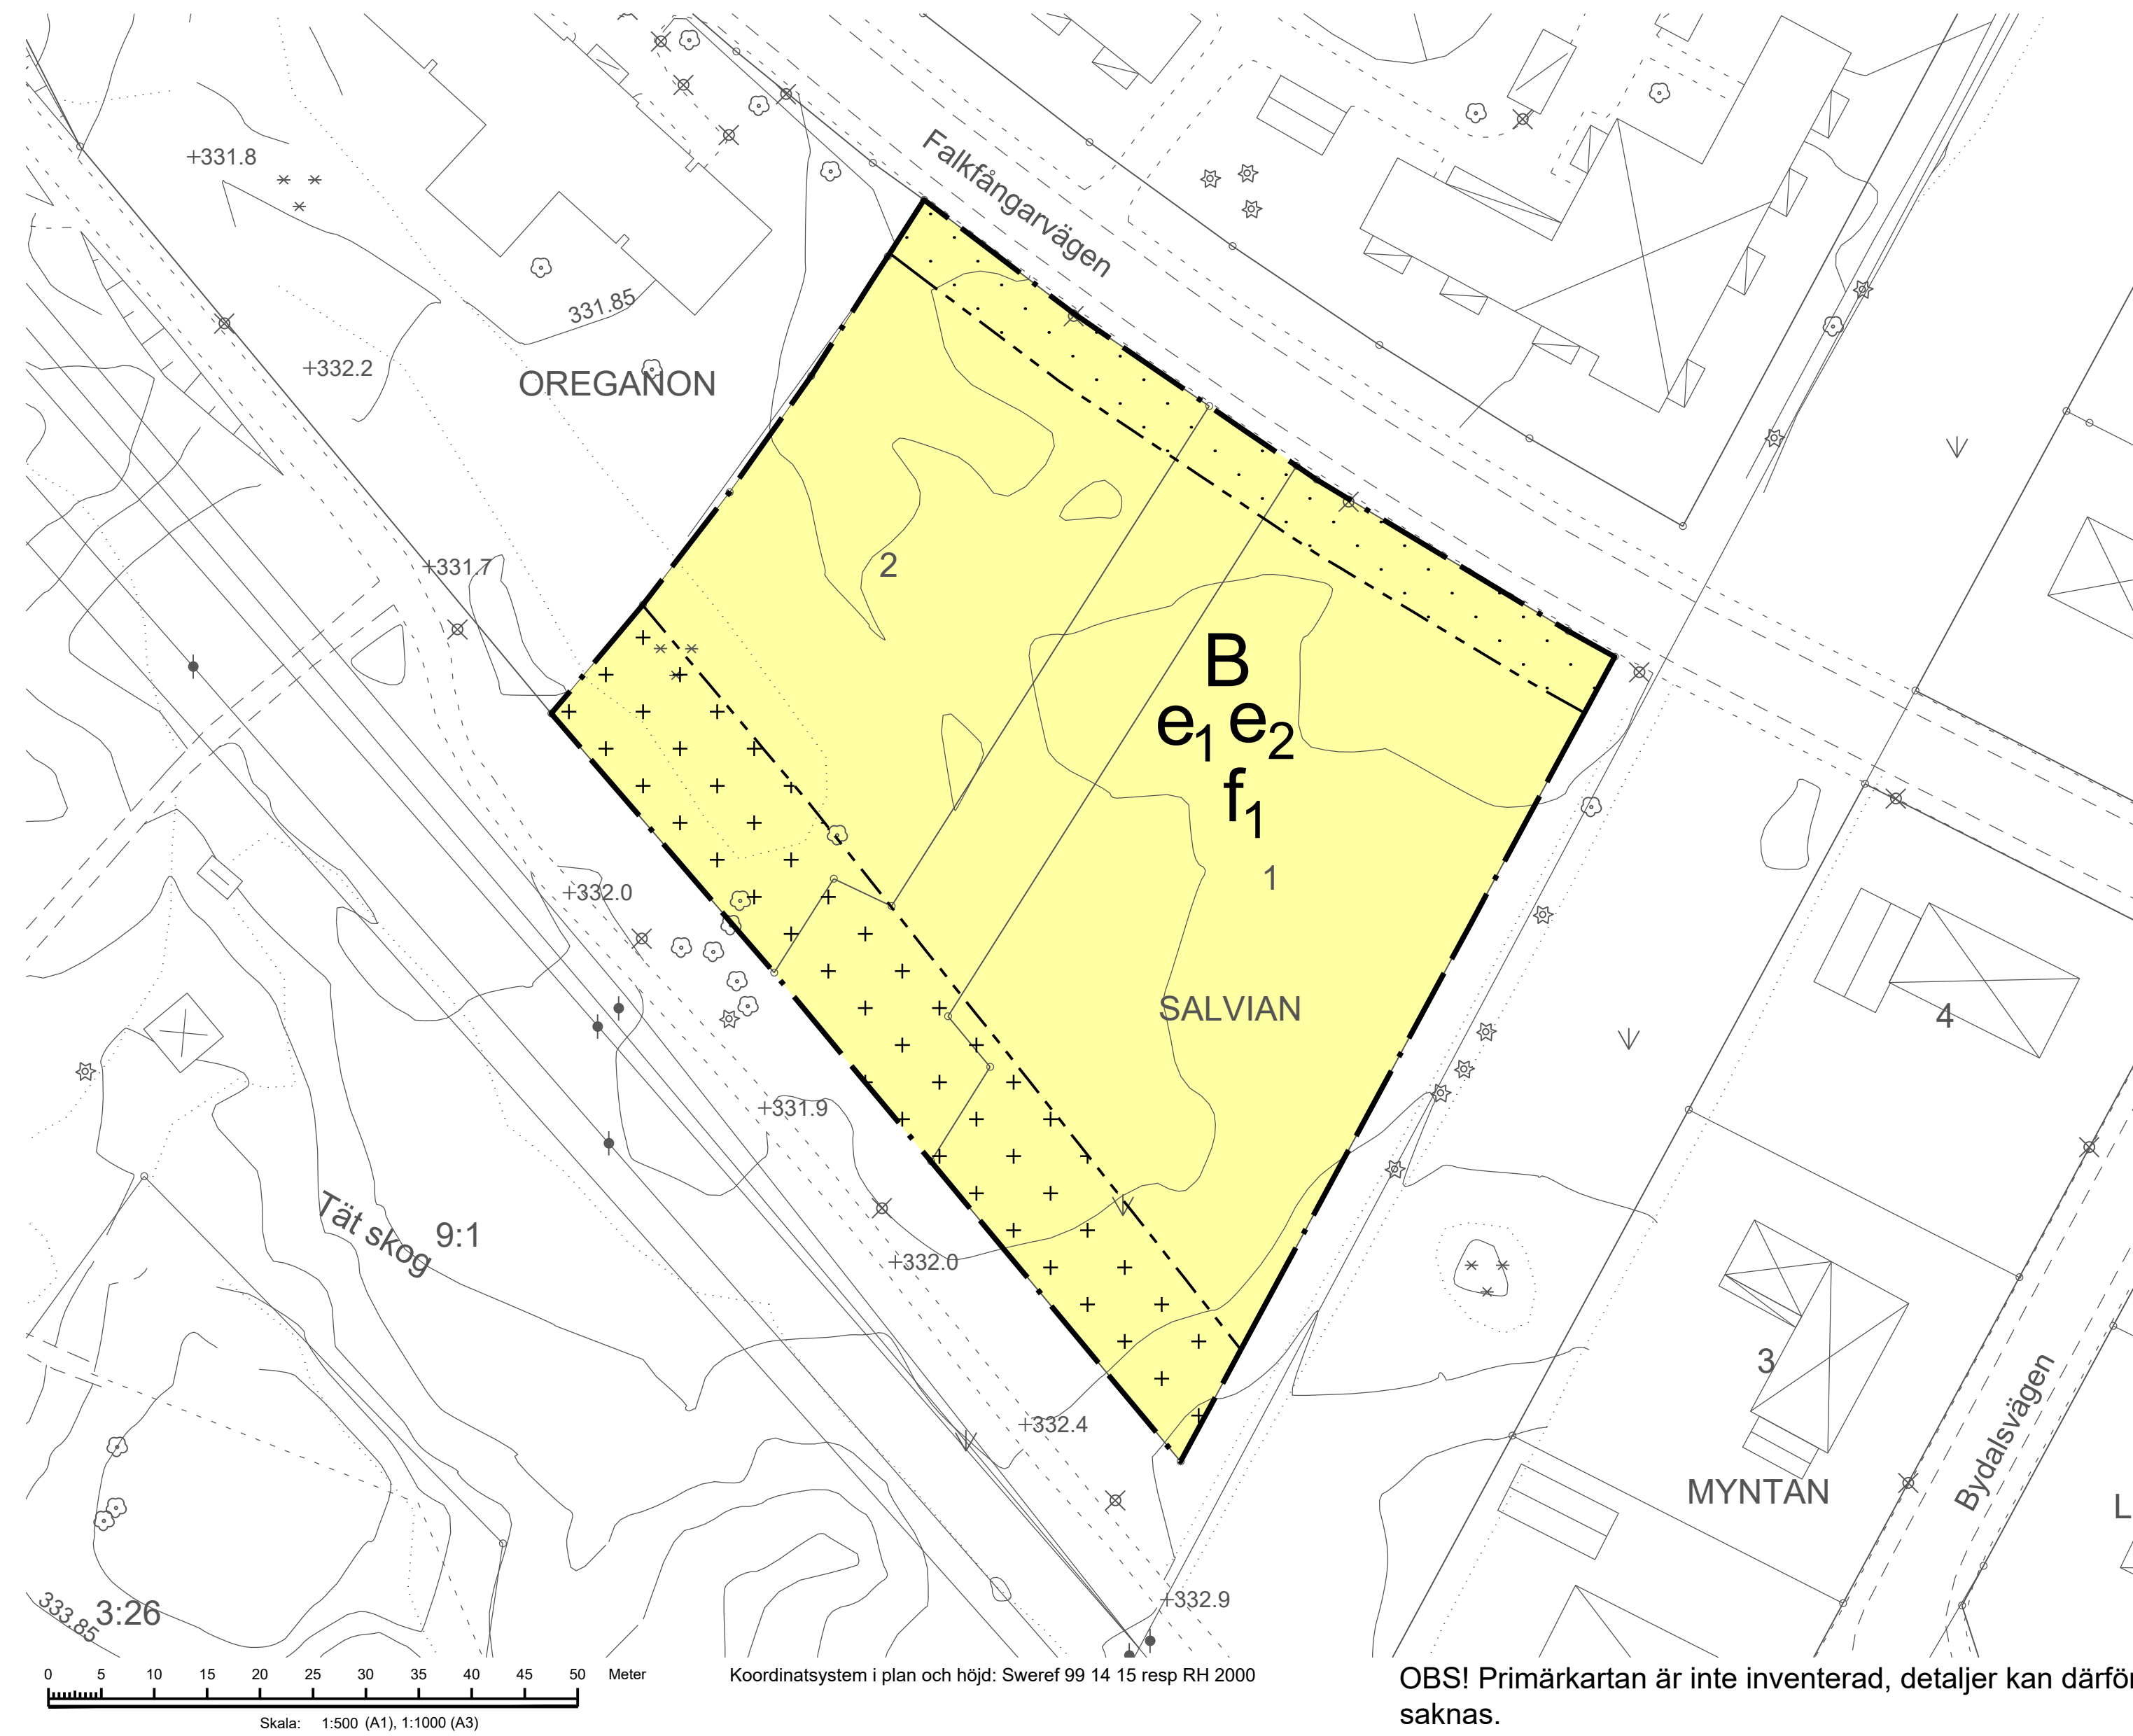 +331.8
Falkfångarvägen
331.85
+332.2
OREGANON
+331.7
2
B
e1 e2
f1
1
+332.0
SALVIAN
4
+331.9
Tät skog
9:1
+332.0
3
+332.4
Bydalsvägen
MYNTAN
L
+332.9
333.85
3:26
0 5 10 15 20 25 30 35 40 45 50 Meter
Skala: 1:500 (A1), 1:1000 (A3)
Koordinatsystem i plan och höjd: Sweref 99 14 15 resp RH 2000
OBS! Primärkartan är inte inventerad, detaljer kan därför
saknas.